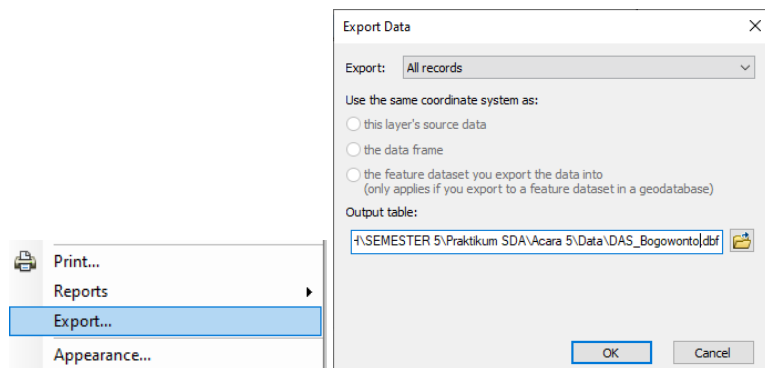 Export Data
Export: All records
Use the same coordinate system as:
this layer's source data
the data frame
the feature dataset you export the data into
(only applies if you export to a feature dataset in a geodatabase)
Output table:
\SEMESTER 5\Praktikum SDA\Acara 5\Data\DAS_Bogowonto.dbf
OK Cancel
Print...
Reports
Export...
Appearance...